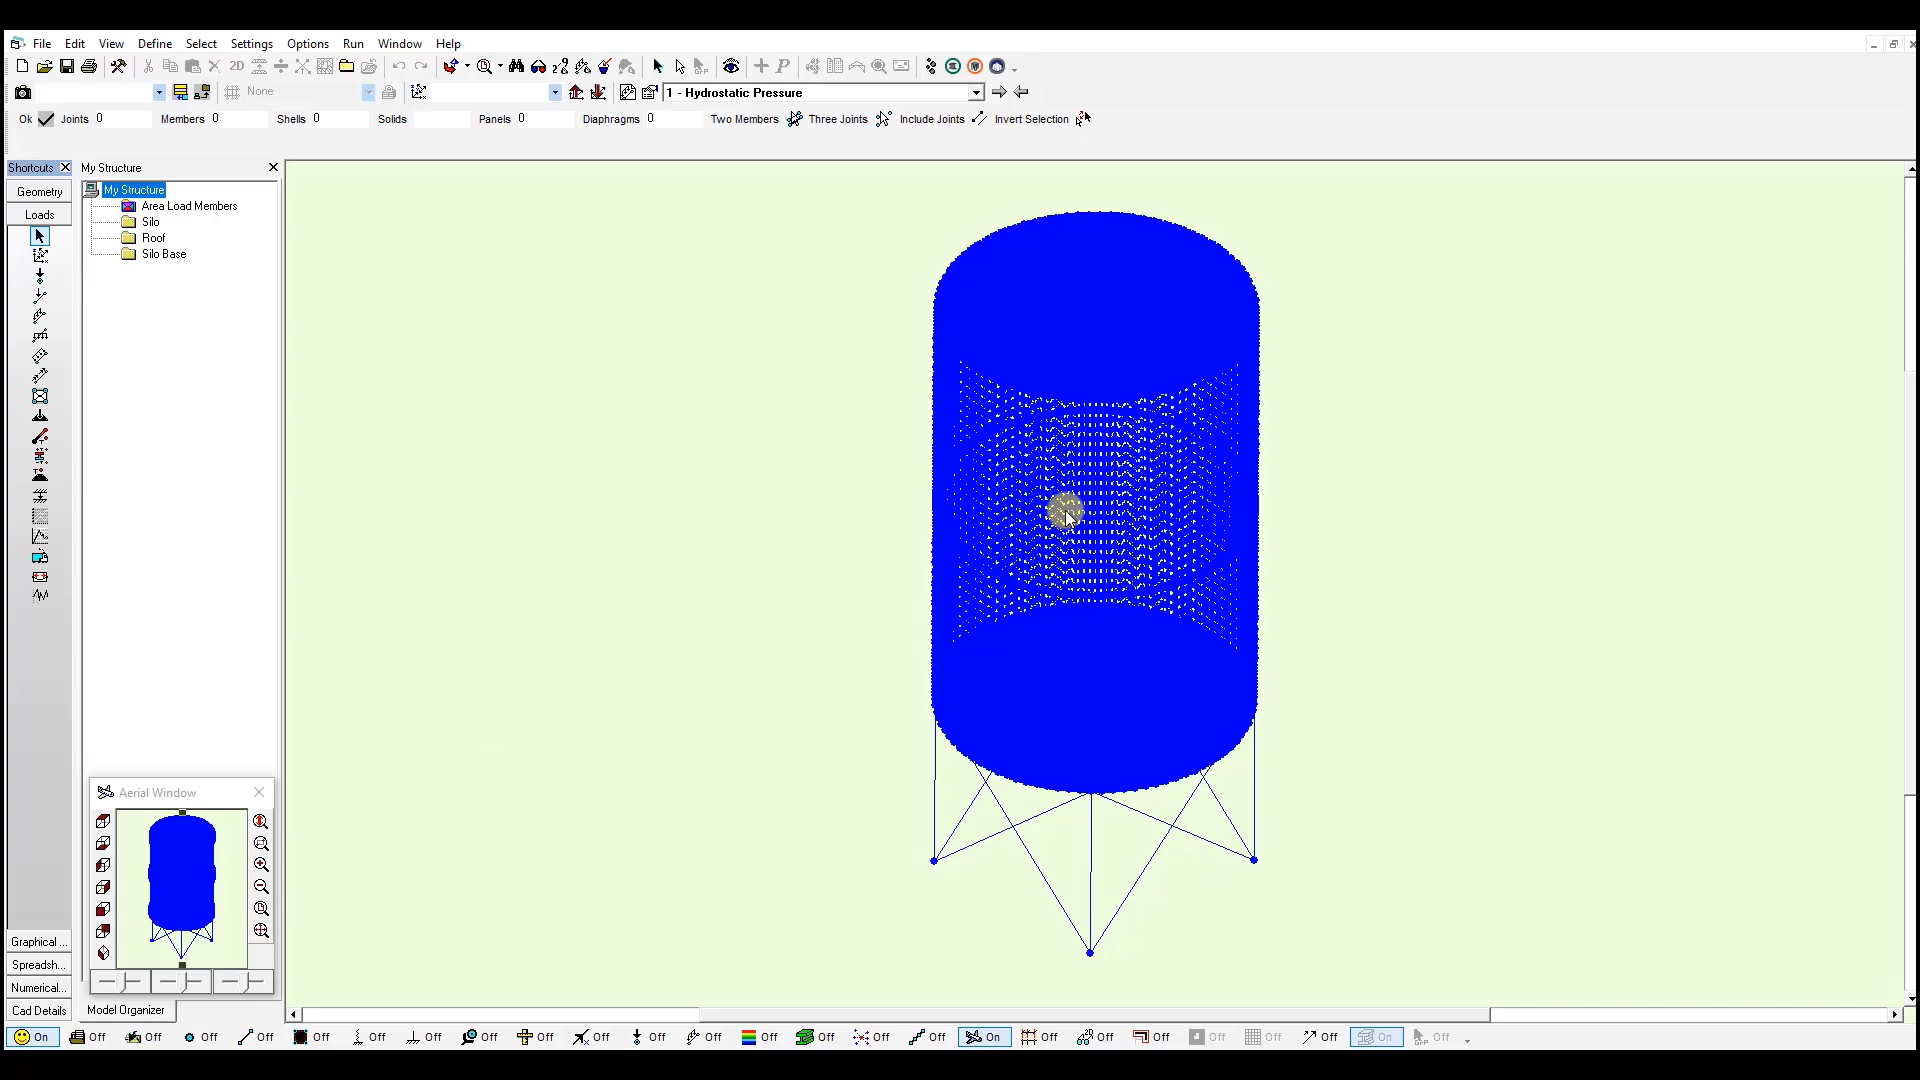 File Edit View Define Select Settings Options Run Window Help
2D
None 1 - Hydrostatic Pressure
Ok Joints 0 Members 0 Shells 0 Solids Panels 0 Diaphragms 0 Two Members Three Joints Include Joints Invert Selection
Shortcuts My Structure
Geometry
Loads
My Structure
Area Load Members
Silo
Roof
Silo Base
Aerial Window
Graphical ...
Spreadsh...
Numerical...
Cad Details
Model Organizer
On Off Off Off Off Off Off Off Off Off Off Off Off Off Off Off Off On Off Off Off Off Off Off On Off